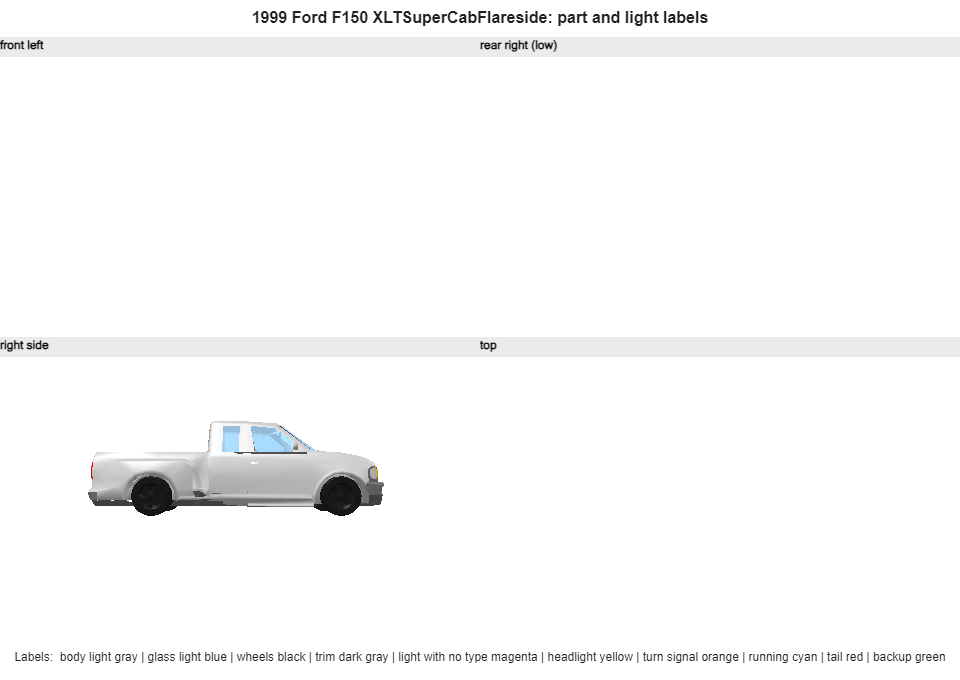 1999 Ford F150 XLTSuperCabFlareside: part and light labels
front left
rear right (low)
right side
top
Labels:  body light gray | glass light blue | wheels black | trim dark gray | light with no type magenta | headlight yellow | turn signal orange | running cyan | tail red | backup green